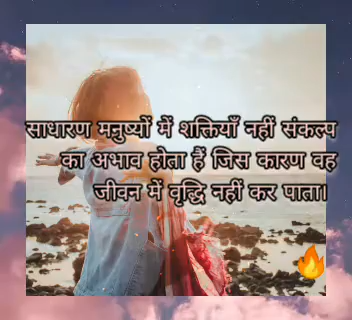 साधारण मनुष्यों में शक्तियाँ नहीं संकल्प
का अभाव होता हैं जिस कारण वह
जीवन में वृद्धि नहीं कर पाता।